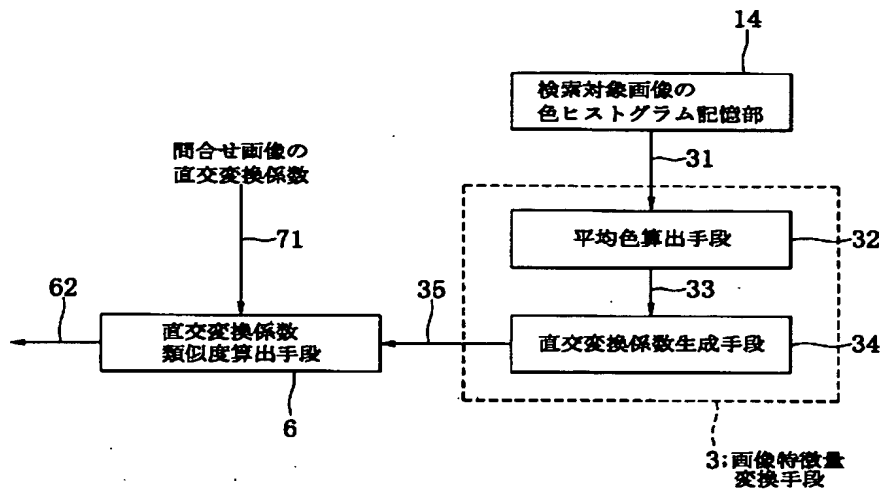 14
検索対象画像の
色ヒストグラム記憶部
31
問合せ画像の
直交変換係数
平均色算出手段
32
71
33
62
35
直交変換係数
類似度算出手段
直交変換係数生成手段
34
6
3;画像特徴量
変換手段